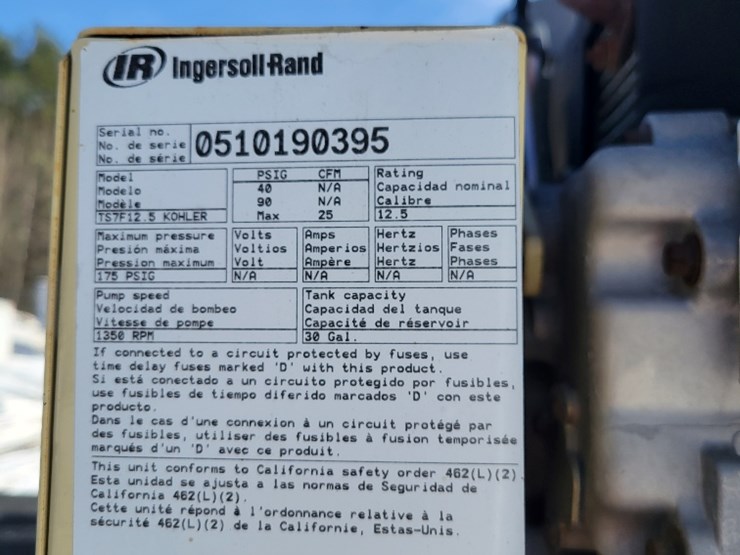 IR Ingersoll-Rand
Serial no.
No. de serie
No. de série
0510190395
Model
Modelo
Modèle
TS7F12.5 KOHLER
PSIG CFM
40 N/A
90 N/A
Max 25
Rating
Capacidad nominal
Calibre
12.5
Maximum pressure
Presión máxima
Pression maximum
175 PSIG
Volts
Voltios
Volt
N/A
Amps
Amperios
Ampère
N/A
Hertz
Hertzios
Hertz
N/A
Phases
Fases
Phases
N/A
Pump speed
Velocidad de bombeo
Vitesse de pompe
1350 RPM
Tank capacity
Capacidad del tanque
Capacité de réservoir
30 Gal.
If connected to a circuit protected by fuses, use
time delay fuses marked 'D' with this product.
Si está conectado a un circuito protegido por fusibles,
use fusibles de tiempo diferido marcados 'D' con este
producto.
Dans le cas d'une connexion à un circuit protégé par
des fusibles, utiliser des fusibles à fusion temporisée
marqués d'un 'D' avec ce produit.
This unit conforms to California safety order 462(L)(2).
Esta unidad se ajusta a las normas de Seguridad de
California 462(L)(2).
Cette unité répond à l'ordonnance relative à la
sécurité 462(L)(2) de la Californie, Estas-Unis.